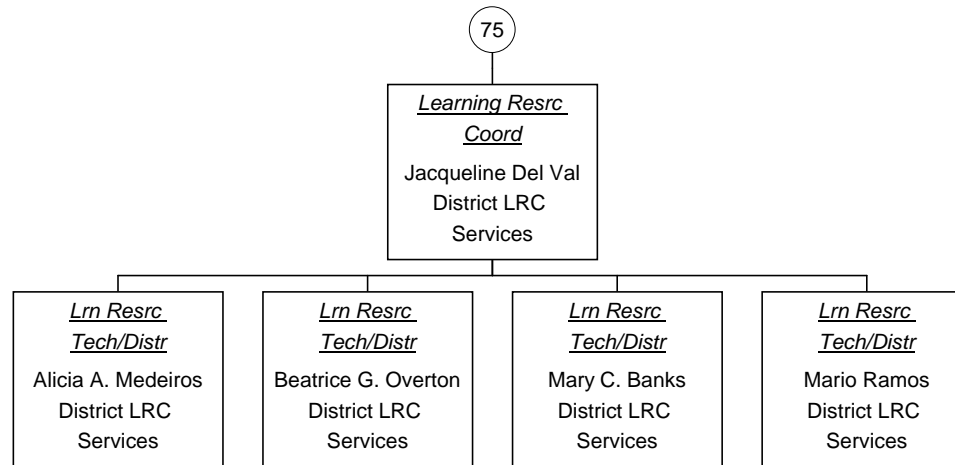 75
Learning Resrc
Coord
Jacqueline Del Val
District LRC
Services
Lrn Resrc
Tech/Distr
Alicia A. Medeiros
District LRC
Services
Lrn Resrc
Tech/Distr
Beatrice G. Overton
District LRC
Services
Lrn Resrc
Tech/Distr
Mary C. Banks
District LRC
Services
Lrn Resrc
Tech/Distr
Mario Ramos
District LRC
Services